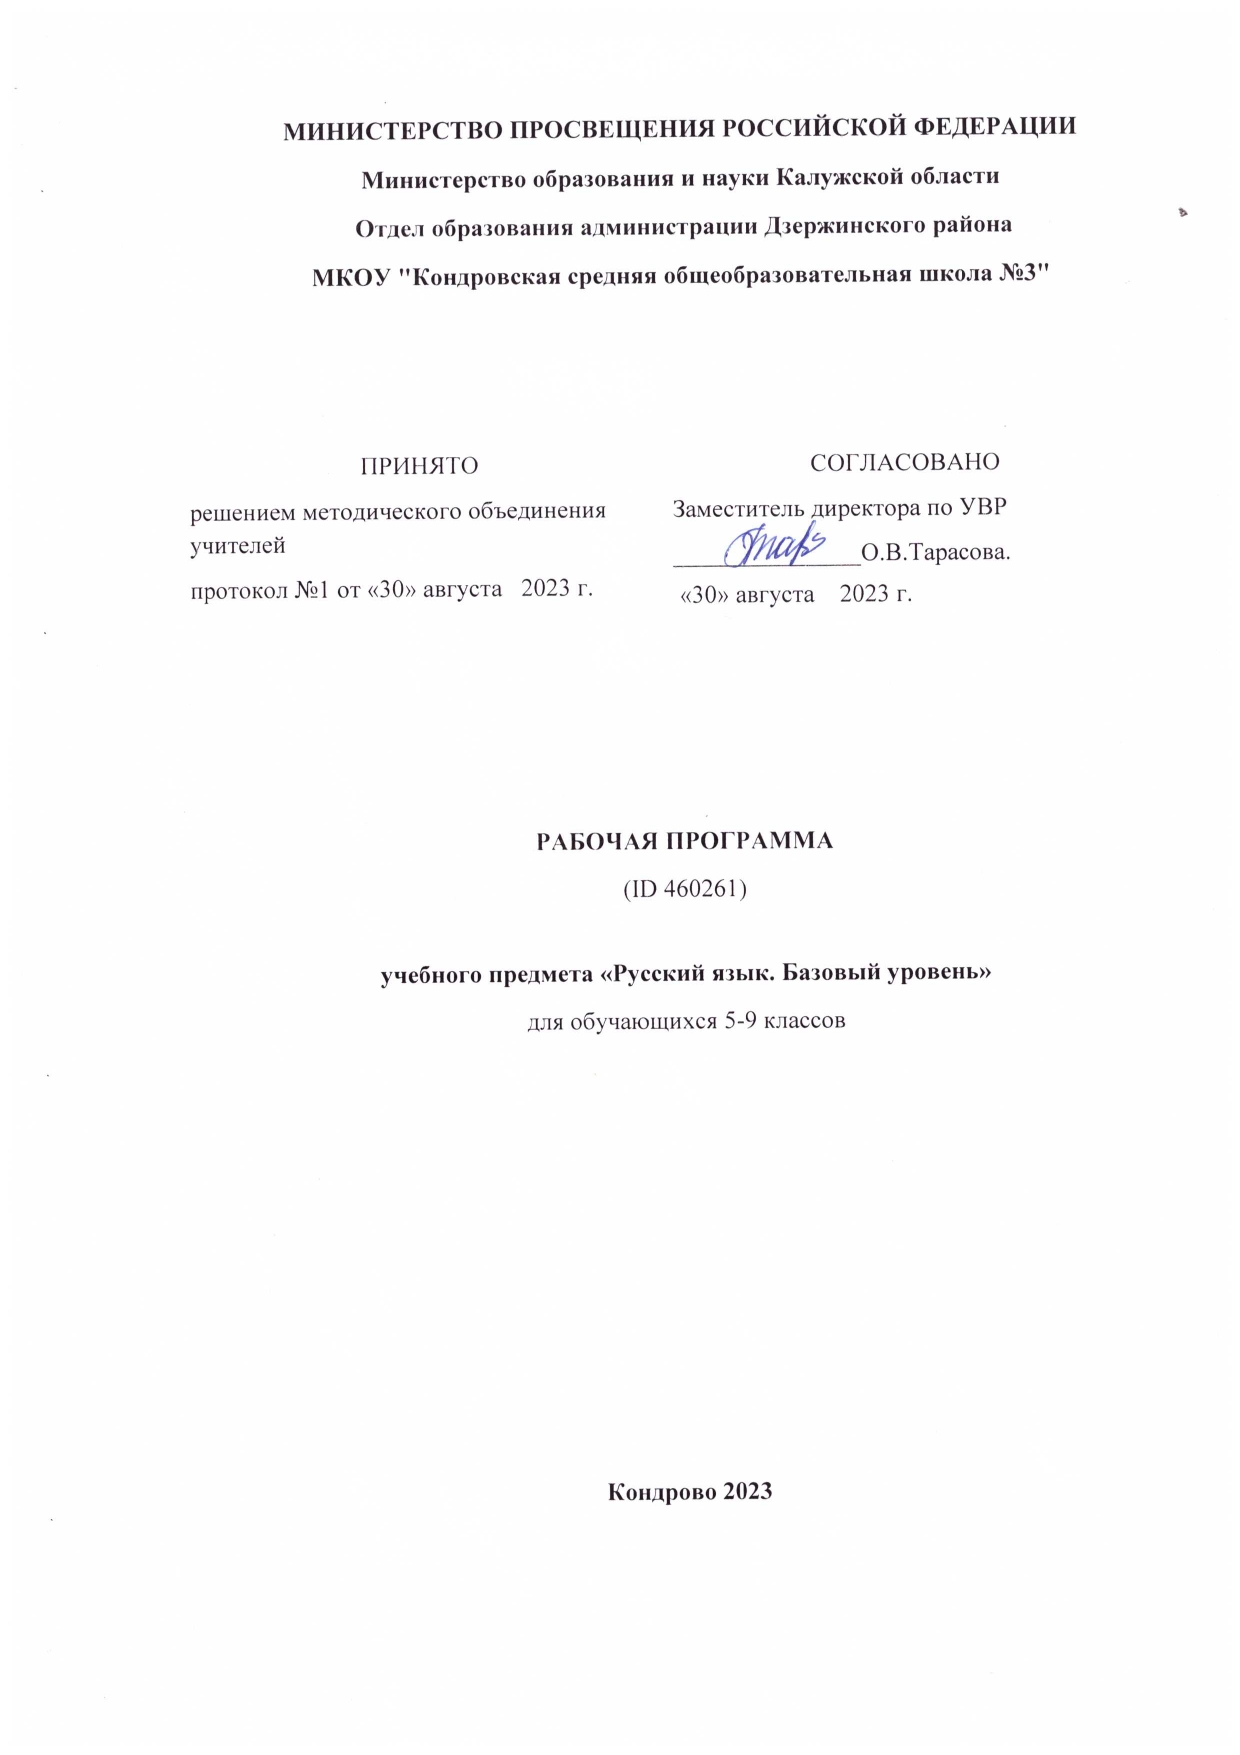 МИНИСТЕРСТВО ПРОСВЕЩЕНИЯ РОССИЙСКОЙ ФЕДЕРАЦИИ
Министерство образования и науки Калужской области
Отдел образования администрации Дзержинского района
МКОУ "Кондровская средняя общеобразовательная школа №3"
ПРИНЯТО
решением методического объединения
учителей
протокол №1 от «30» августа 2023 г.
СОГЛАСОВАНО
Заместитель директора по УВР
_______________О.В.Тарасова.
«30» августа 2023 г.
РАБОЧАЯ ПРОГРАММА
(ID 460261)
учебного предмета «Русский язык. Базовый уровень»
для обучающихся 5-9 классов
Кондрово 2023